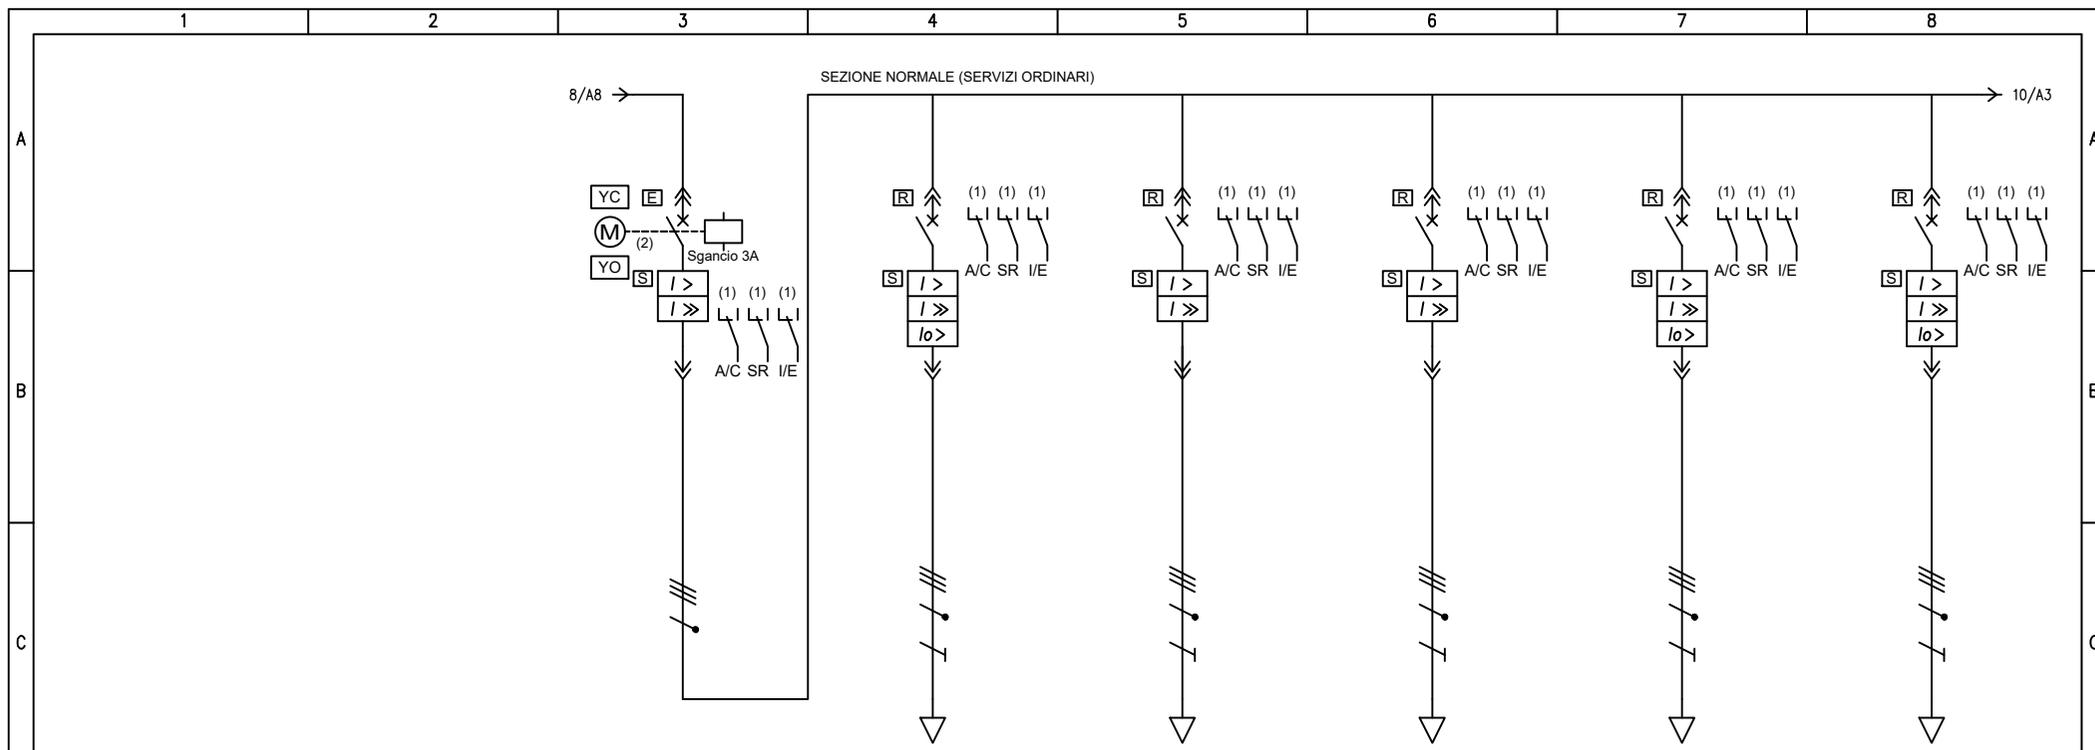 1 2 3 4 5 6 7 8
SEZIONE NORMALE (SERVIZI ORDINARI)
8/A8 10/A3
A A
YC E R (1) (1) (1) R (1) (1) (1) R (1) (1) (1) R (1) (1) (1) R (1) (1) (1)
M (2)
Sgancio 3A
YO
A/C SR I/E A/C SR I/E A/C SR I/E A/C SR I/E A/C SR I/E
S I > S I > S I > S I > S I > S I >
(1) (1) (1)
I >> I >> I >> I >> I >> I >>
Io > Io > Io >
A/C SR I/E
B
C